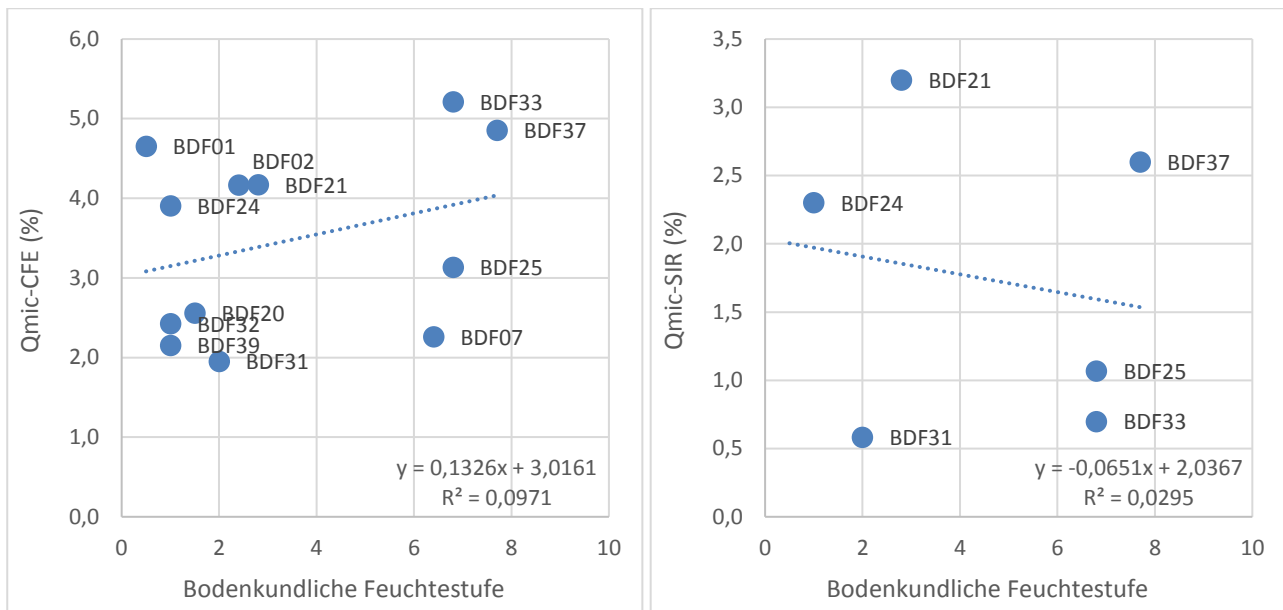 6,0
5,0
4,0
3,0
2,0
1,0
0,0
Qmic-CFE (%)
BDF33
BDF37
BDF01
BDF02
BDF21
BDF24
BDF25
BDF20
BDF32
BDF07
BDF39
BDF31
y = 0,1326x + 3,0161
R² = 0,0971
0 2 4 6 8 10
Bodenkundliche Feuchtestufe
3,5
3,0
2,5
2,0
1,5
1,0
0,5
0,0
Qmic-SIR (%)
BDF21
BDF37
BDF24
BDF25
BDF33
BDF31
y = -0,0651x + 2,0367
R² = 0,0295
0 2 4 6 8 10
Bodenkundliche Feuchtestufe